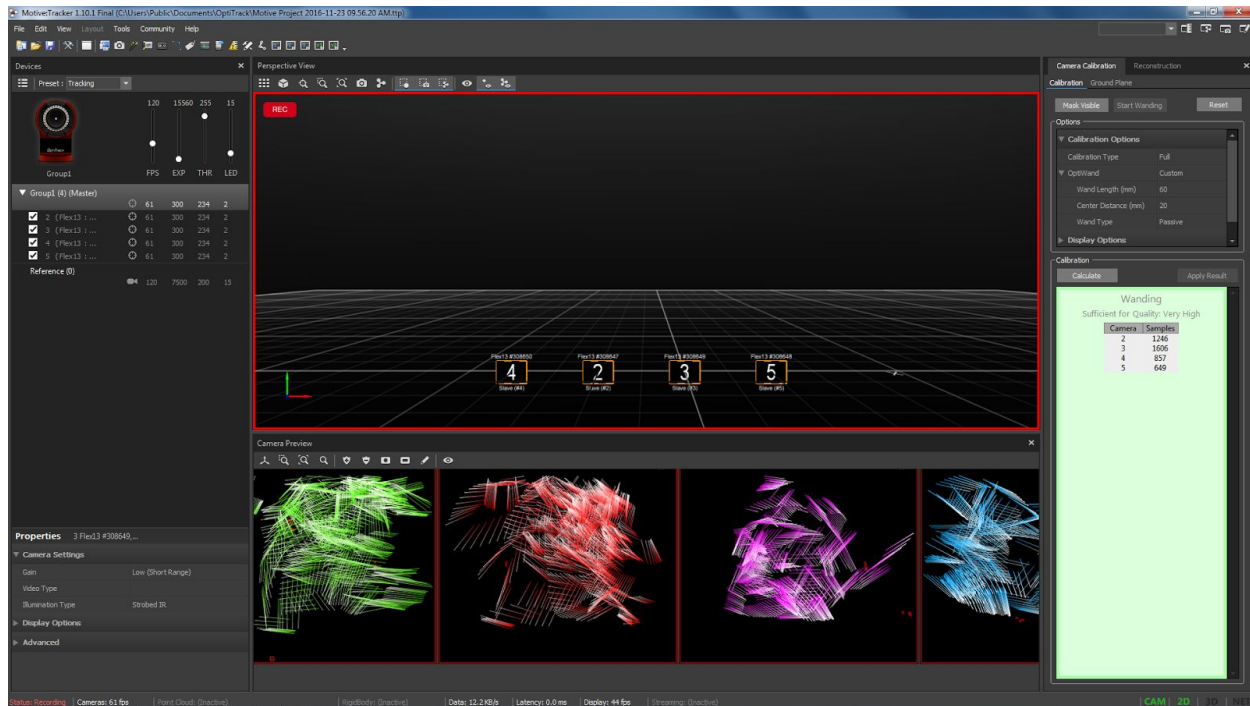 Motive:Tracker 1.10.1 Final (C:\Users\Public\Documents\OptiTrack\Motive Project 2016-11-23 09.56.20 AM.ttp)
File Edit View Layout Tools Community Help
Devices
Preset : Tracking
120 15560 255 15
OptiTrack
Group1
FPS EXP THR LED
Group1 (4) (Master)
61 300 234 2
2 (Flex13 : ... 61 300 234 2
3 (Flex13 : ... 61 300 234 2
4 (Flex13 : ... 61 300 234 2
5 (Flex13 : ... 61 300 234 2
Reference (0)
120 7500 200 15
Properties 3 Flex13 #308649,...
Camera Settings
Gain Low (Short Range)
Video Type
Illumination Type Strobed IR
Display Options
Advanced
Perspective View
REC
Flex13 #308650 Flex13 #308647 Flex13 #308649 Flex13 #308648
4 2 3 5
Slave (#4) Slave (#2) Slave (#3) Slave (#5)
Camera Preview
Camera Calibration Reconstruction
Calibration Ground Plane
Mask Visible Start Wanding Reset
Options
Calibration Options
Calibration Type Full
OptiWand Custom
Wand Length (mm) 60
Center Distance (mm) 20
Wand Type Passive
Display Options
Calibration
Calculate Apply Result
Wanding
Sufficient for Quality: Very High
Camera Samples
2 1246
3 1606
4 857
5 649
Status: Recording Cameras: 61 fps Point Cloud: (Inactive) RigidBody: (Inactive) Data: 12.2 KB/s Latency: 0.0 ms Display: 44 fps Streaming: (Inactive) CAM 2D 3D NET